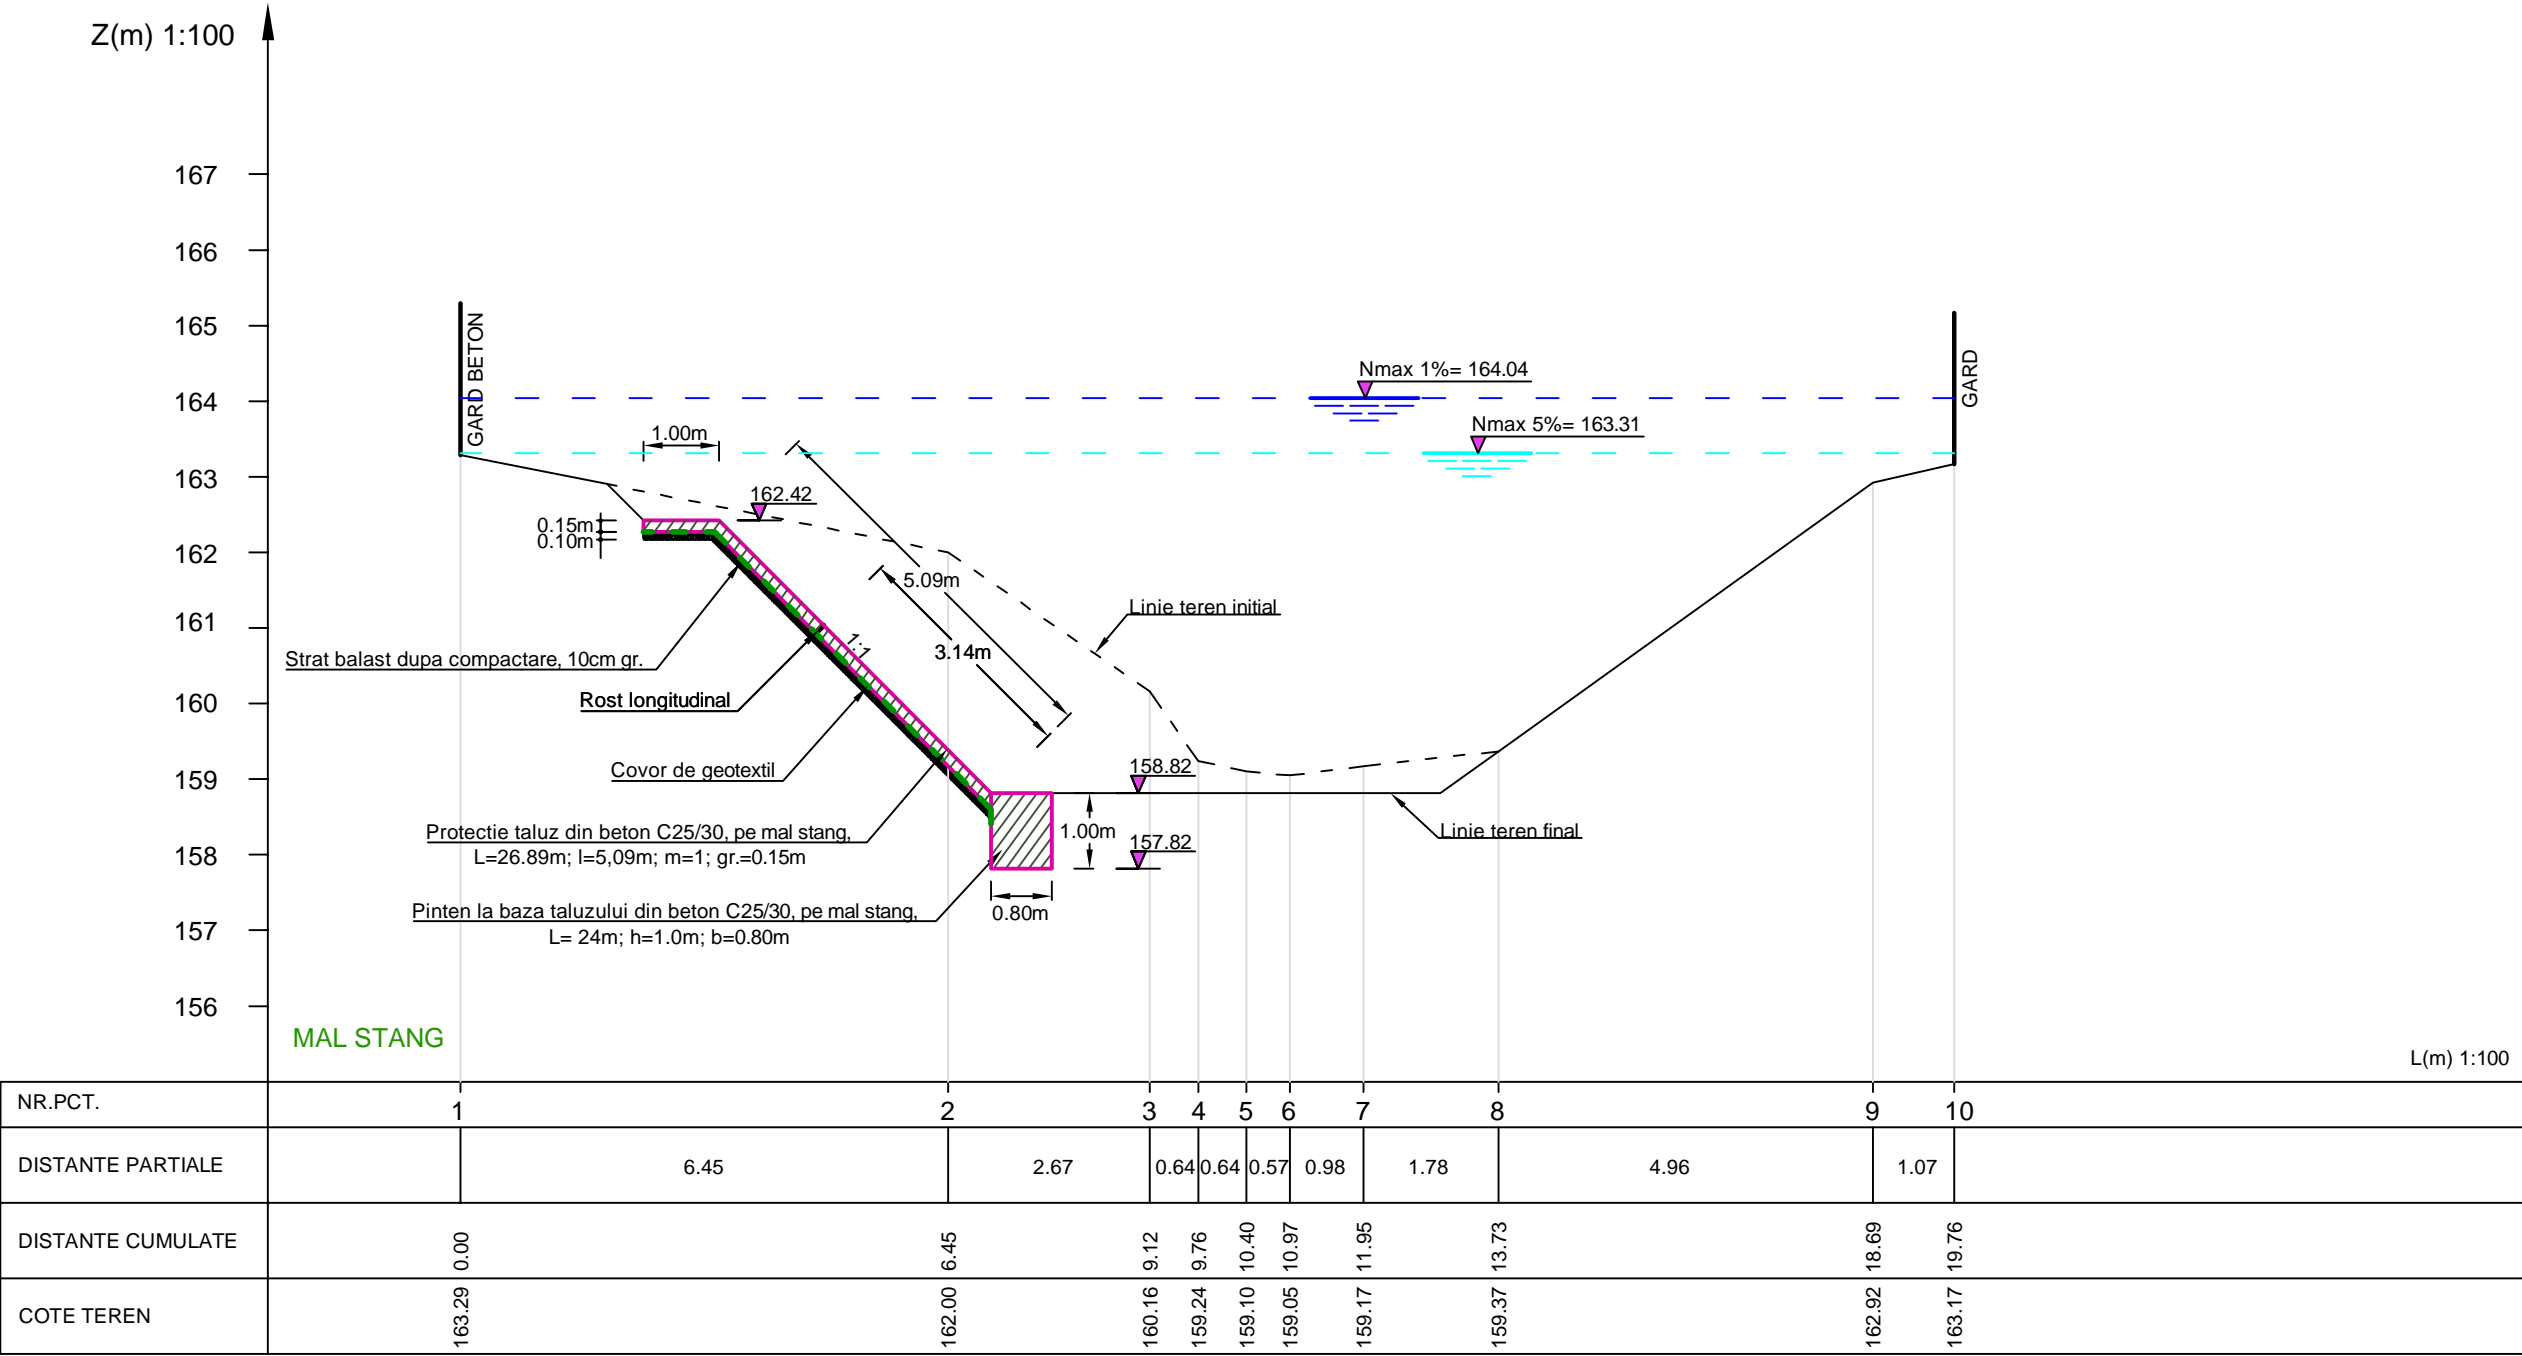 Z(m) 1:100
167
166
165
164
163
162
161
160
159
158
157
156
GARD BETON
GARD
Nmax 1%= 164.04
Nmax 5%= 163.31
1.00m
162.42
0.15m
0.10m
5.09m
3.14m
1:1
Linie teren initial
Strat balast dupa compactare, 10cm gr.
Rost longitudinal
Covor de geotextil
158.82
1.00m
157.82
Linie teren final
Protectie taluz din beton C25/30, pe mal stang,
L=26.89m; l=5,09m; m=1; gr.=0.15m
Pinten la baza taluzului din beton C25/30, pe mal stang,
L= 24m; h=1.0m; b=0.80m
0.80m
MAL STANG
L(m) 1:100
NR.PCT. 1 2 3 4 5 6 7 8 9 10
DISTANTE PARTIALE 6.45 2.67 0.64 0.64 0.57 0.98 1.78 4.96 1.07
DISTANTE CUMULATE 0.00 6.45 9.12 9.76 10.40 10.97 11.95 13.73 18.69 19.76
COTE TEREN 163.29 162.00 160.16 159.24 159.10 159.05 159.17 159.37 162.92 163.17